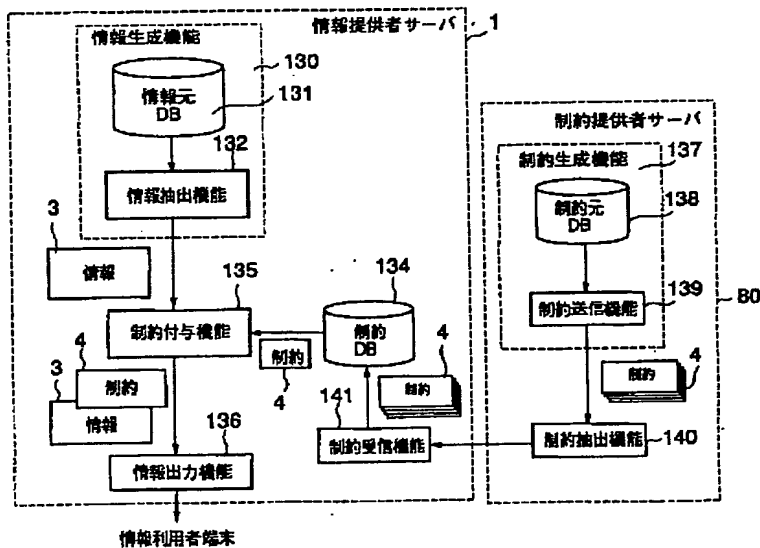 情報提供者サーバ
1
情報生成機能
130
情報元
DB
131
132
情報抽出機能
3
情報
135
制約付与機能
134
制約
DB
制約
4
4
制約
3
情報
4
制約
141
制約受信機能
136
情報出力機能
情報利用者端末
制約提供者サーバ
制約生成機能
137
制約元
DB
138
制約送信機能
139
80
制約
4
制約抽出機能
140